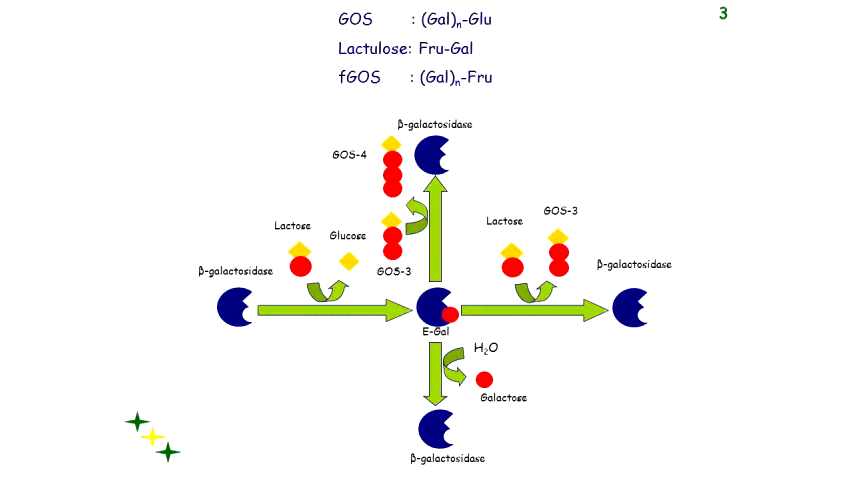 3
GOS : (Gal)n-Glu
Lactulose: Fru-Gal
fGOS : (Gal)n-Fru
β-galactosidase
GOS-4
Lactose
Glucose
GOS-3
β-galactosidase
Lactose
GOS-3
β-galactosidase
E-Gal
H2O
Galactose
β-galactosidase